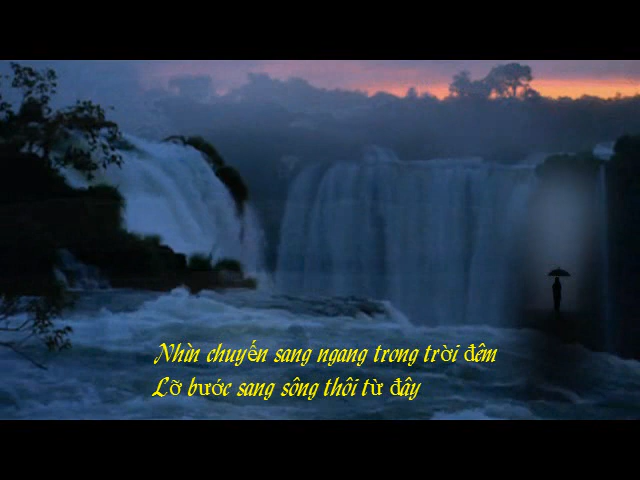 Nhìn chuyến sang ngang trong trời đêm
Lỡ bước sang sông thôi từ đây